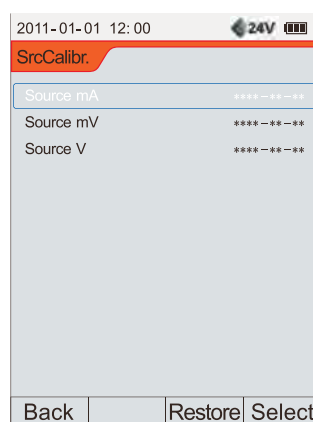 2011-01-01 12:00 24V
SrcCalibr.
Source mA ****-**-**
Source mV ****-**-**
Source V ****-**-**
Back Restore Select